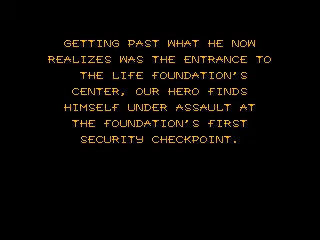 GETTING PAST WHAT HE NOW
REALIZES WAS THE ENTRANCE TO
THE LIFE FOUNDATION'S
CENTER, OUR HERO FINDS
HIMSELF UNDER ASSAULT AT
THE FOUNDATION'S FIRST
SECURITY CHECKPOINT.